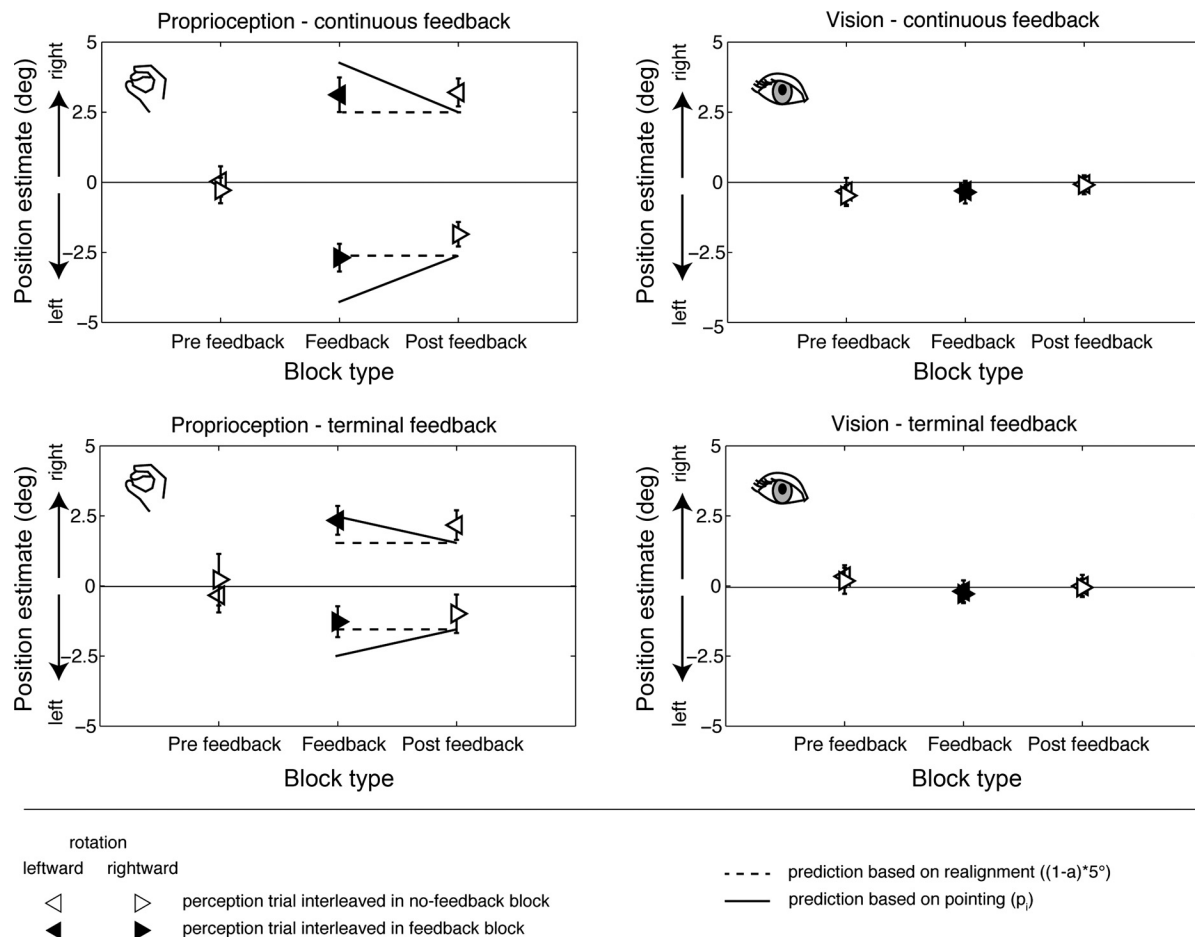 Proprioception - continuous feedback
Position estimate (deg)
right
left
5
2.5
0
−2.5
−5
Pre feedback Feedback Post feedback
Block type
Vision - continuous feedback
Position estimate (deg)
right
left
5
2.5
0
−2.5
−5
Pre feedback Feedback Post feedback
Block type
Proprioception - terminal feedback
Position estimate (deg)
right
left
5
2.5
0
−2.5
−5
Pre feedback Feedback Post feedback
Block type
Vision - terminal feedback
Position estimate (deg)
right
left
5
2.5
0
−2.5
−5
Pre feedback Feedback Post feedback
Block type
rotation
leftward rightward
perception trial interleaved in no-feedback block
perception trial interleaved in feedback block
prediction based on realignment ((1-a)*5°)
prediction based on pointing (pi)